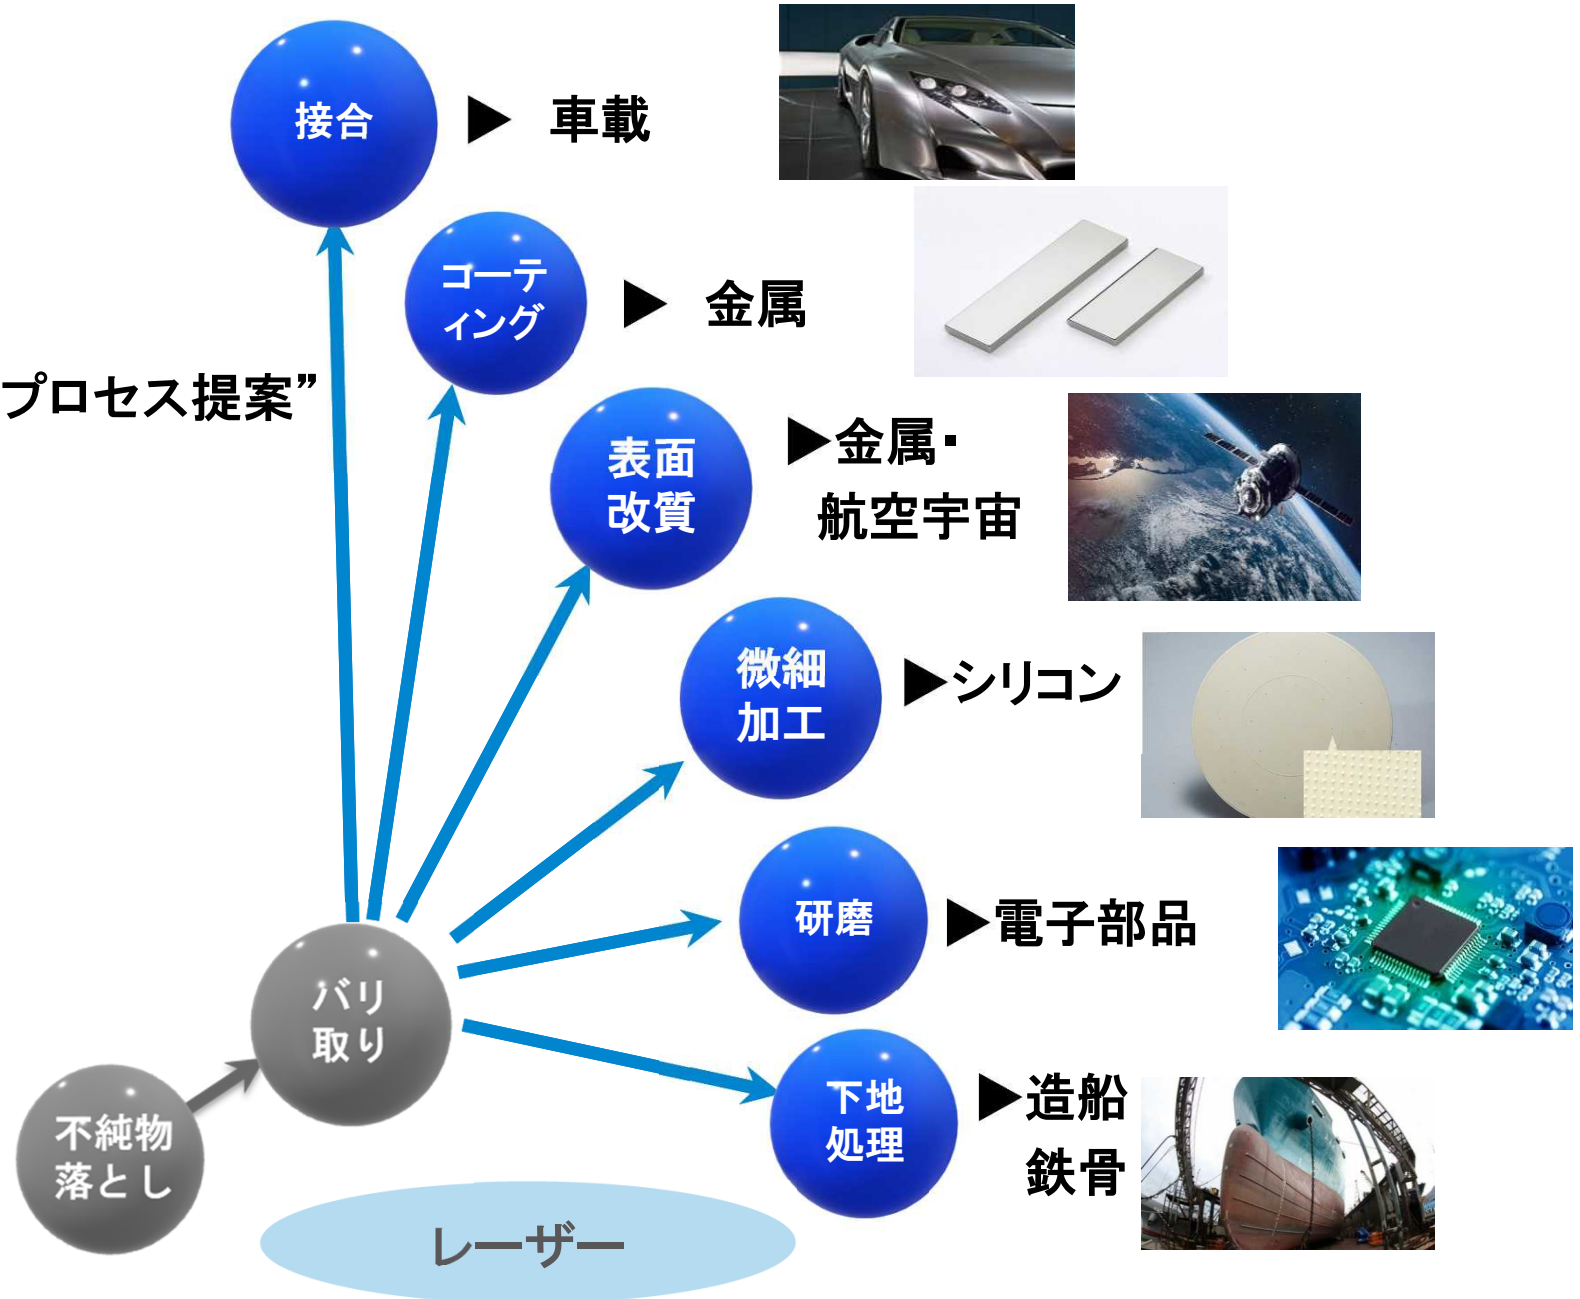 接合
車載
コーテ
ィング
金属
プロセス提案”
表面
改質
金属・
航空宇宙
微細
加工
シリコン
研磨
電子部品
バリ
取り
下地
処理
造船
鉄骨
不純物
落とし
レーザー